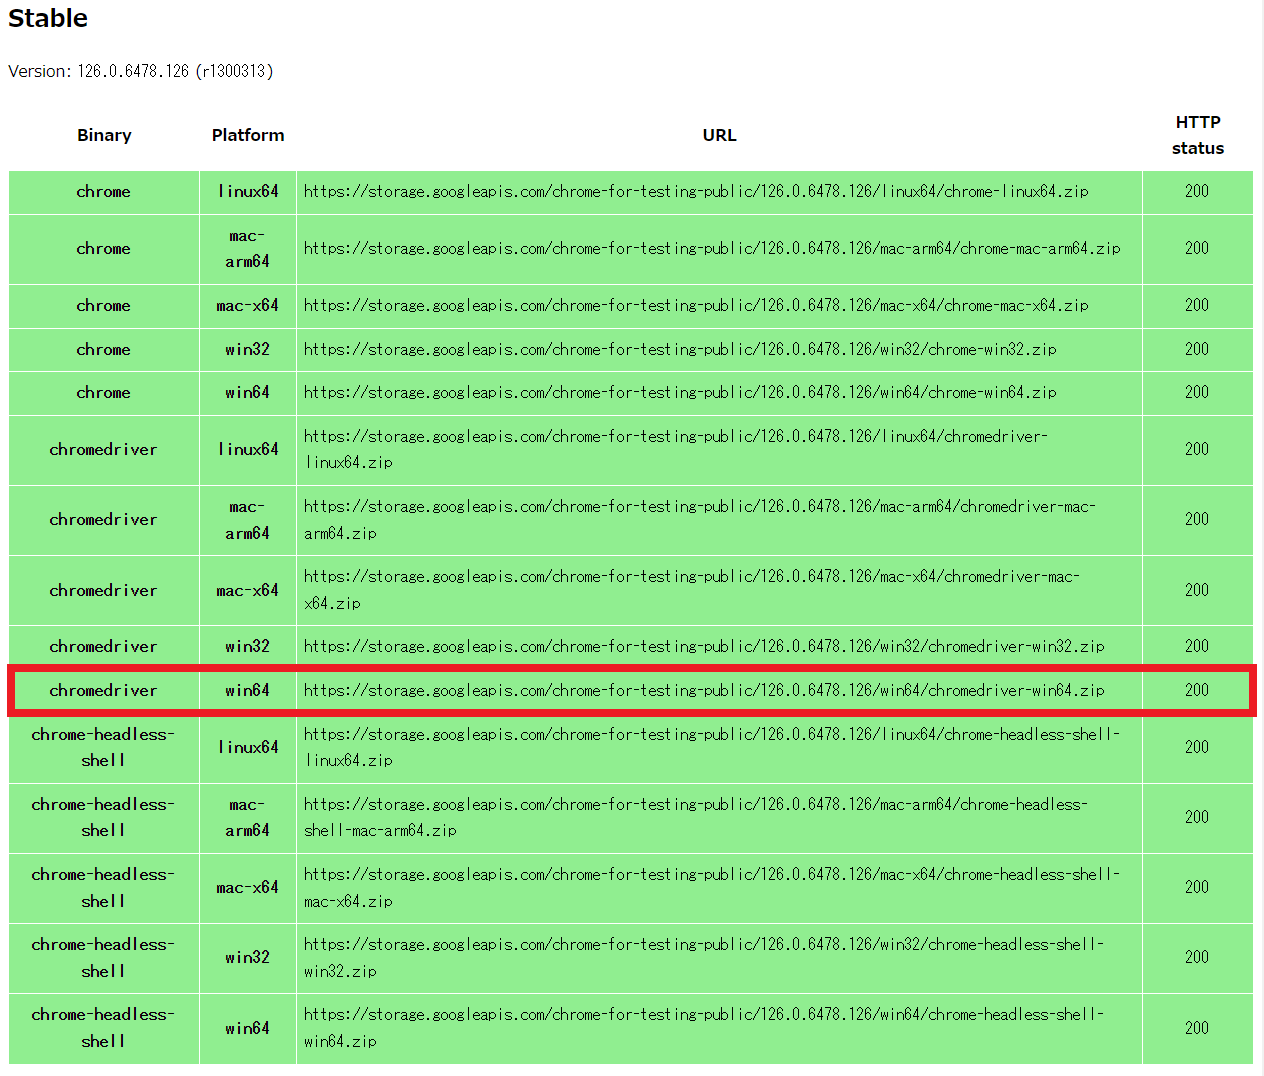 Stable
Version: 126.0.6478.126 (r1300313)
Binary Platform URL HTTP status
chrome linux64 https://storage.googleapis.com/chrome-for-testing-public/126.0.6478.126/linux64/chrome-linux64.zip 200
chrome mac-arm64 https://storage.googleapis.com/chrome-for-testing-public/126.0.6478.126/mac-arm64/chrome-mac-arm64.zip 200
chrome mac-x64 https://storage.googleapis.com/chrome-for-testing-public/126.0.6478.126/mac-x64/chrome-mac-x64.zip 200
chrome win32 https://storage.googleapis.com/chrome-for-testing-public/126.0.6478.126/win32/chrome-win32.zip 200
chrome win64 https://storage.googleapis.com/chrome-for-testing-public/126.0.6478.126/win64/chrome-win64.zip 200
chromedriver linux64 https://storage.googleapis.com/chrome-for-testing-public/126.0.6478.126/linux64/chromedriver-linux64.zip 200
chromedriver mac-arm64 https://storage.googleapis.com/chrome-for-testing-public/126.0.6478.126/mac-arm64/chromedriver-mac-arm64.zip 200
chromedriver mac-x64 https://storage.googleapis.com/chrome-for-testing-public/126.0.6478.126/mac-x64/chromedriver-mac-x64.zip 200
chromedriver win32 https://storage.googleapis.com/chrome-for-testing-public/126.0.6478.126/win32/chromedriver-win32.zip 200
chromedriver win64 https://storage.googleapis.com/chrome-for-testing-public/126.0.6478.126/win64/chromedriver-win64.zip 200
chrome-headless-shell linux64 https://storage.googleapis.com/chrome-for-testing-public/126.0.6478.126/linux64/chrome-headless-shell-linux64.zip 200
chrome-headless-shell mac-arm64 https://storage.googleapis.com/chrome-for-testing-public/126.0.6478.126/mac-arm64/chrome-headless-shell-mac-arm64.zip 200
chrome-headless-shell mac-x64 https://storage.googleapis.com/chrome-for-testing-public/126.0.6478.126/mac-x64/chrome-headless-shell-mac-x64.zip 200
chrome-headless-shell win32 https://storage.googleapis.com/chrome-for-testing-public/126.0.6478.126/win32/chrome-headless-shell-win32.zip 200
chrome-headless-shell win64 https://storage.googleapis.com/chrome-for-testing-public/126.0.6478.126/win64/chrome-headless-shell-win64.zip 200